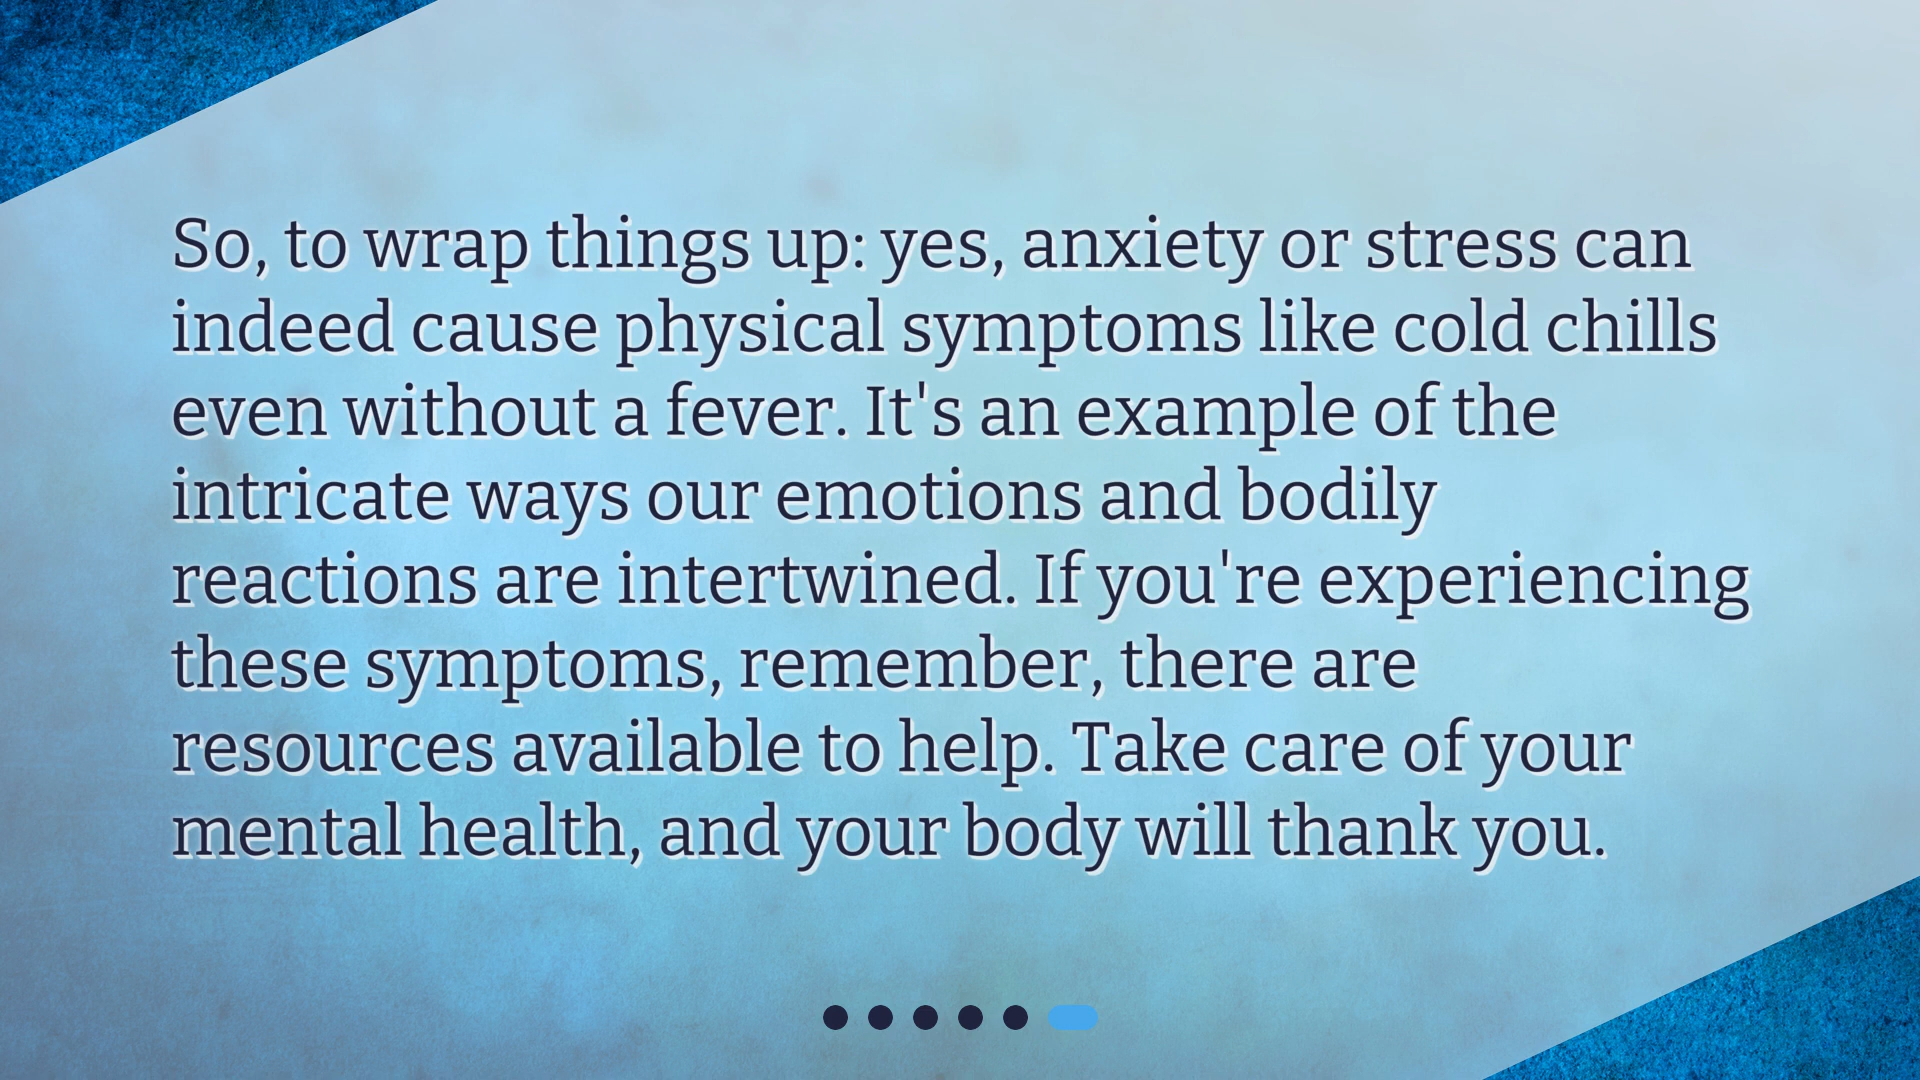 So, to wrap things up: yes, anxiety or stress can
indeed cause physical symptoms like cold chills
even without a fever. It's an example of the
intricate ways our emotions and bodily
reactions are intertwined. If you're experiencing
these symptoms, remember, there are
resources available to help. Take care of your
mental health, and your body will thank you.